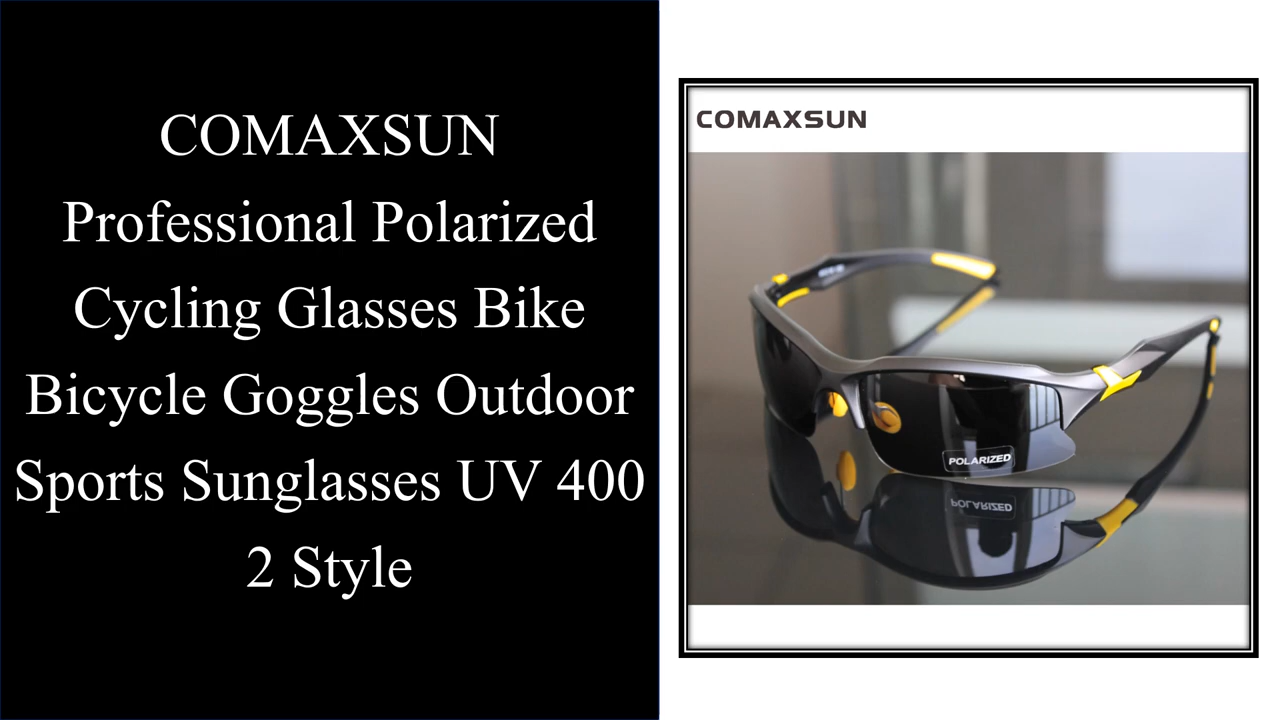 COMAXSUN
Professional Polarized
Cycling Glasses Bike
Bicycle Goggles Outdoor
Sports Sunglasses UV 400
2 Style
COMAXSUN
POLARIZED
POLARIZED